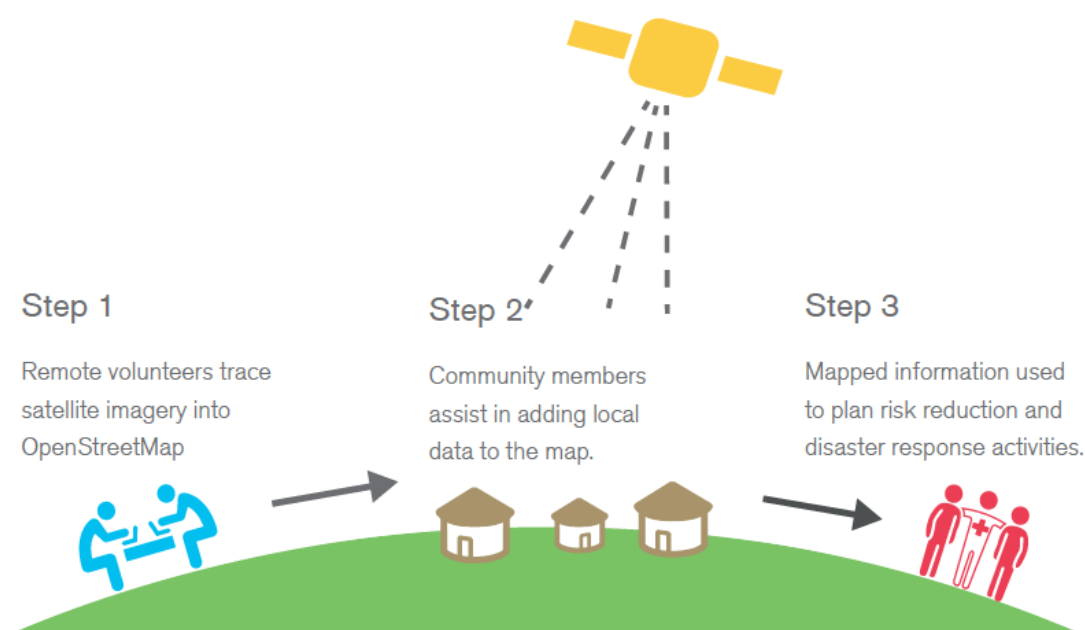 Step 1
Remote volunteers trace
satellite imagery into
OpenStreetMap
Step 2
Community members
assist in adding local
data to the map.
Step 3
Mapped information used
to plan risk reduction and
disaster response activities.